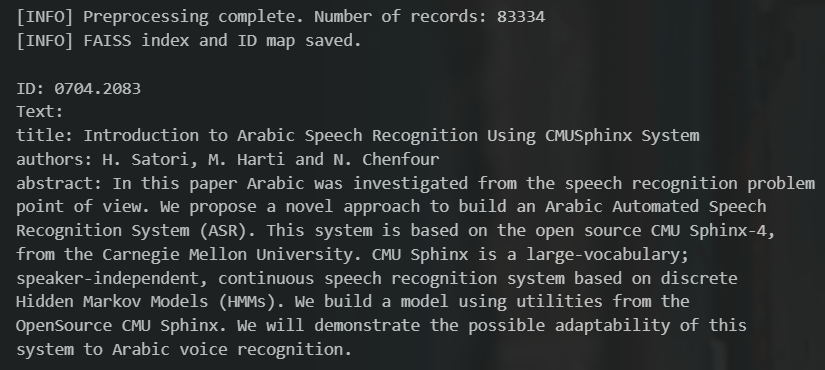 [INFO] Preprocessing complete. Number of records: 83334
[INFO] FAISS index and ID map saved.
ID: 0704.2083
Text:
title: Introduction to Arabic Speech Recognition Using CMUSphinx System
authors: H. Satori, M. Harti and N. Chenfour
abstract: In this paper Arabic was investigated from the speech recognition problem
point of view. We propose a novel approach to build an Arabic Automated Speech
Recognition System (ASR). This system is based on the open source CMU Sphinx-4,
from the Carnegie Mellon University. CMU Sphinx is a large-vocabulary;
speaker-independent, continuous speech recognition system based on discrete
Hidden Markov Models (HMMs). We build a model using utilities from the
OpenSource CMU Sphinx. We will demonstrate the possible adaptability of this
system to Arabic voice recognition.